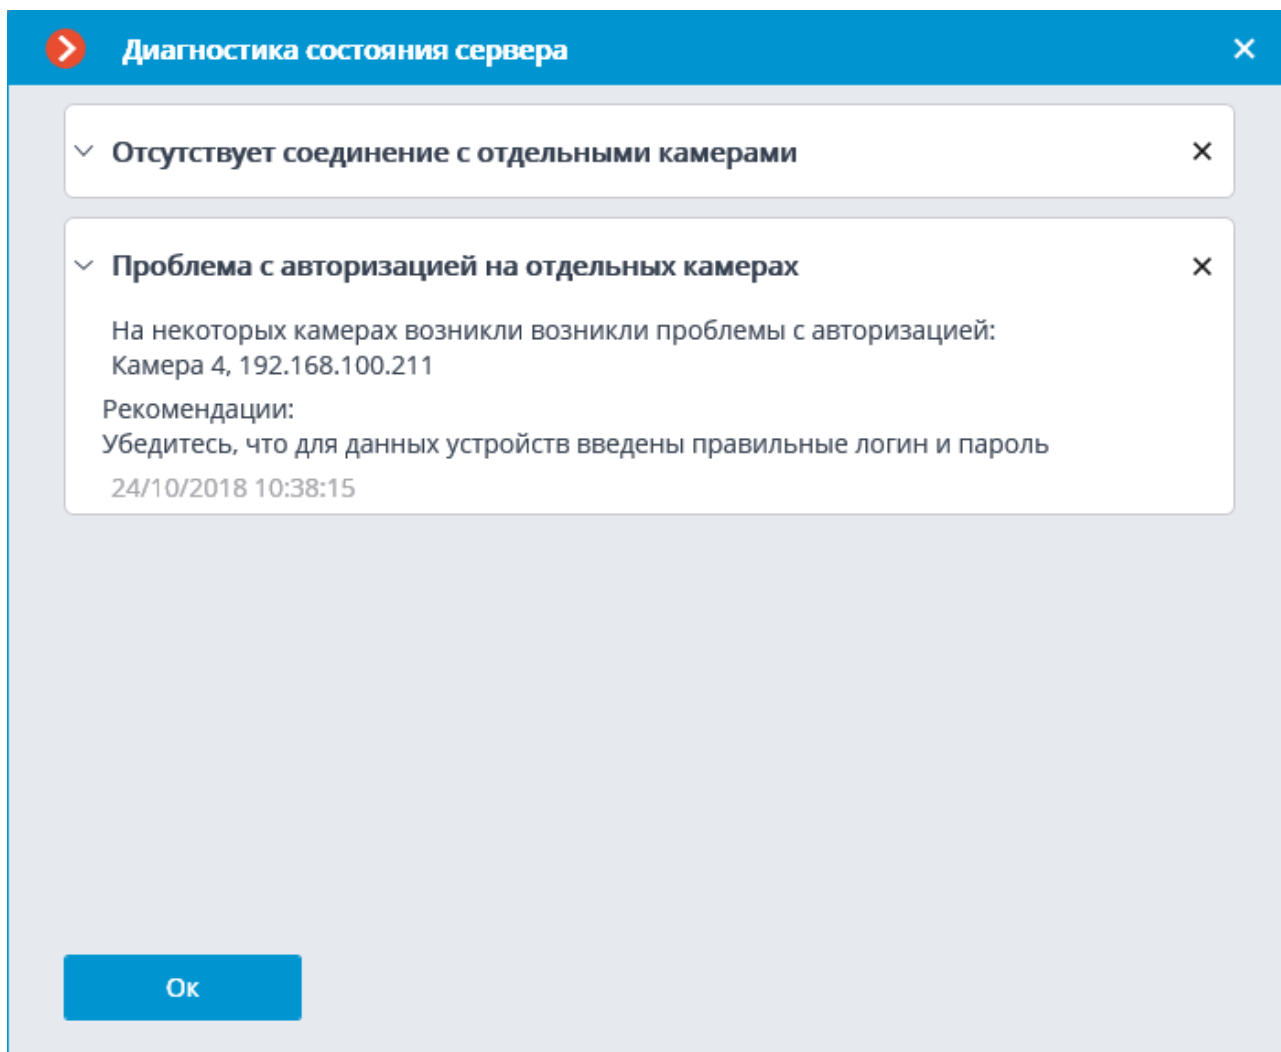 Диагностика состояния сервера
Отсутствует соединение с отдельными камерами
Проблема с авторизацией на отдельных камерах
На некоторых камерах возникли возникли проблемы с авторизацией:
Камера 4, 192.168.100.211
Рекомендации:
Убедитесь, что для данных устройств введены правильные логин и пароль
24/10/2018 10:38:15
Ок